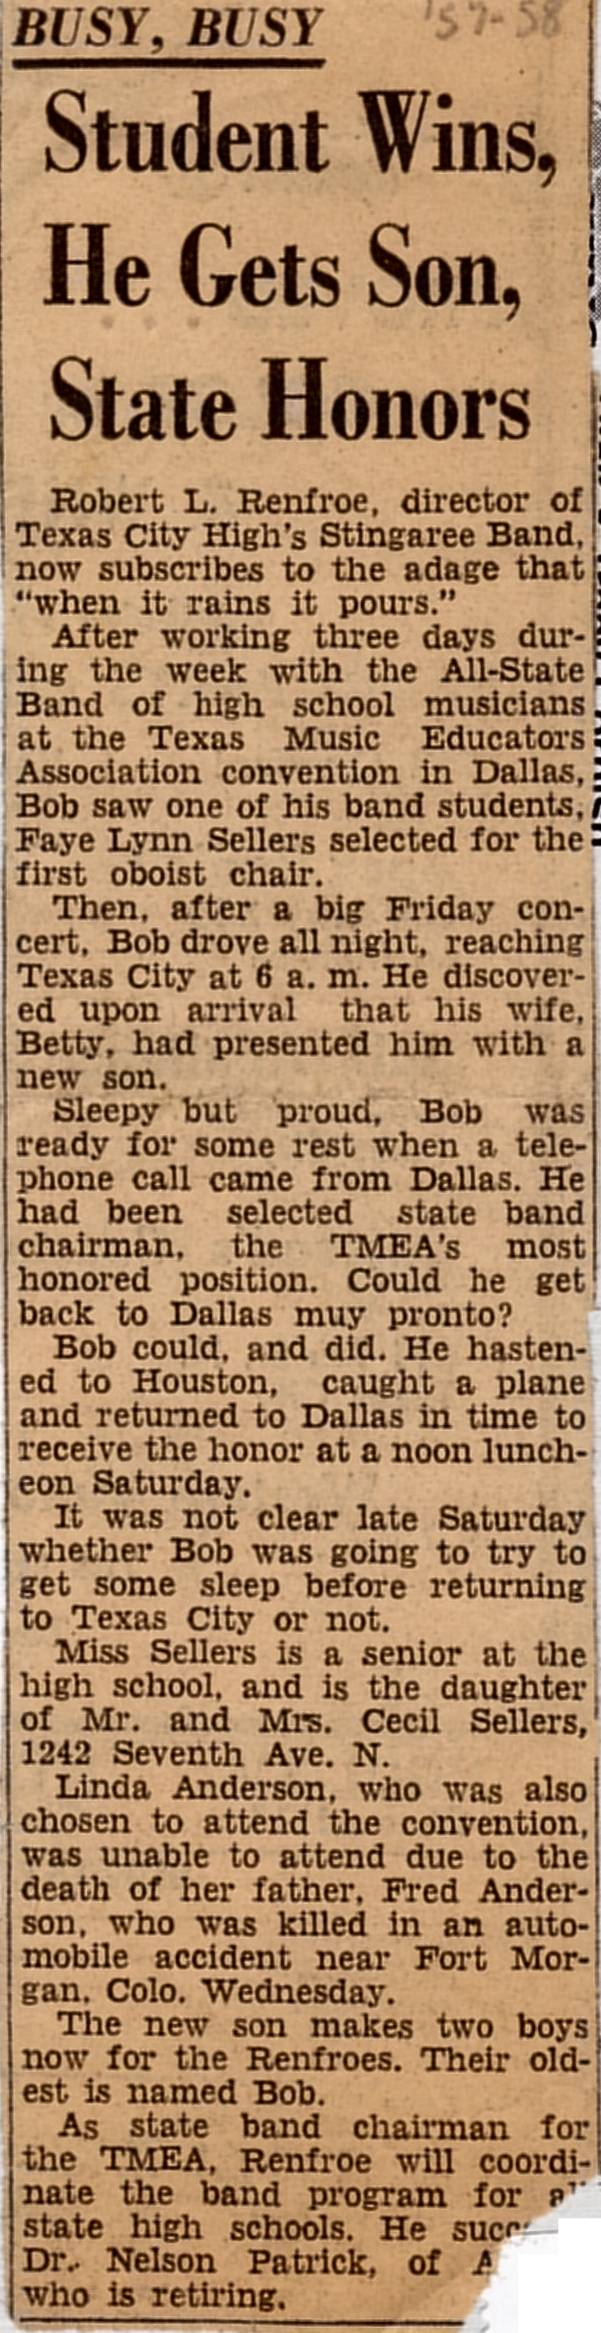 BUSY, BUSY
'57-58
Student Wins,
He Gets Son,
State Honors
Robert L. Renfroe, director of
Texas City High's Stingaree Band,
now subscribes to the adage that
"when it rains it pours."
After working three days dur-
ing the week with the All-State
Band of high school musicians
at the Texas Music Educators
Association convention in Dallas,
Bob saw one of his band students,
Faye Lynn Sellers selected for the
first oboist chair.
Then, after a big Friday con-
cert, Bob drove all night, reaching
Texas City at 6 a. m. He discover-
ed upon arrival that his wife,
Betty, had presented him with a
new son.
Sleepy but proud, Bob was
ready for some rest when a tele-
phone call came from Dallas. He
had been selected state band
chairman, the TMEA's most
honored position. Could he get
back to Dallas muy pronto?
Bob could, and did. He hasten-
ed to Houston, caught a plane
and returned to Dallas in time to
receive the honor at a noon lunch-
eon Saturday.
It was not clear late Saturday
whether Bob was going to try to
get some sleep before returning
to Texas City or not.
Miss Sellers is a senior at the
high school, and is the daughter
of Mr. and Mrs. Cecil Sellers,
1242 Seventh Ave. N.
Linda Anderson, who was also
chosen to attend the convention,
was unable to attend due to the
death of her father, Fred Ander-
son, who was killed in an auto-
mobile accident near Fort Mor-
gan, Colo. Wednesday.
The new son makes two boys
now for the Renfroes. Their old-
est is named Bob.
As state band chairman for
the TMEA, Renfroe will coordi-
nate the band program for
state high schools. He
Dr. Nelson Patrick, of
who is retiring.